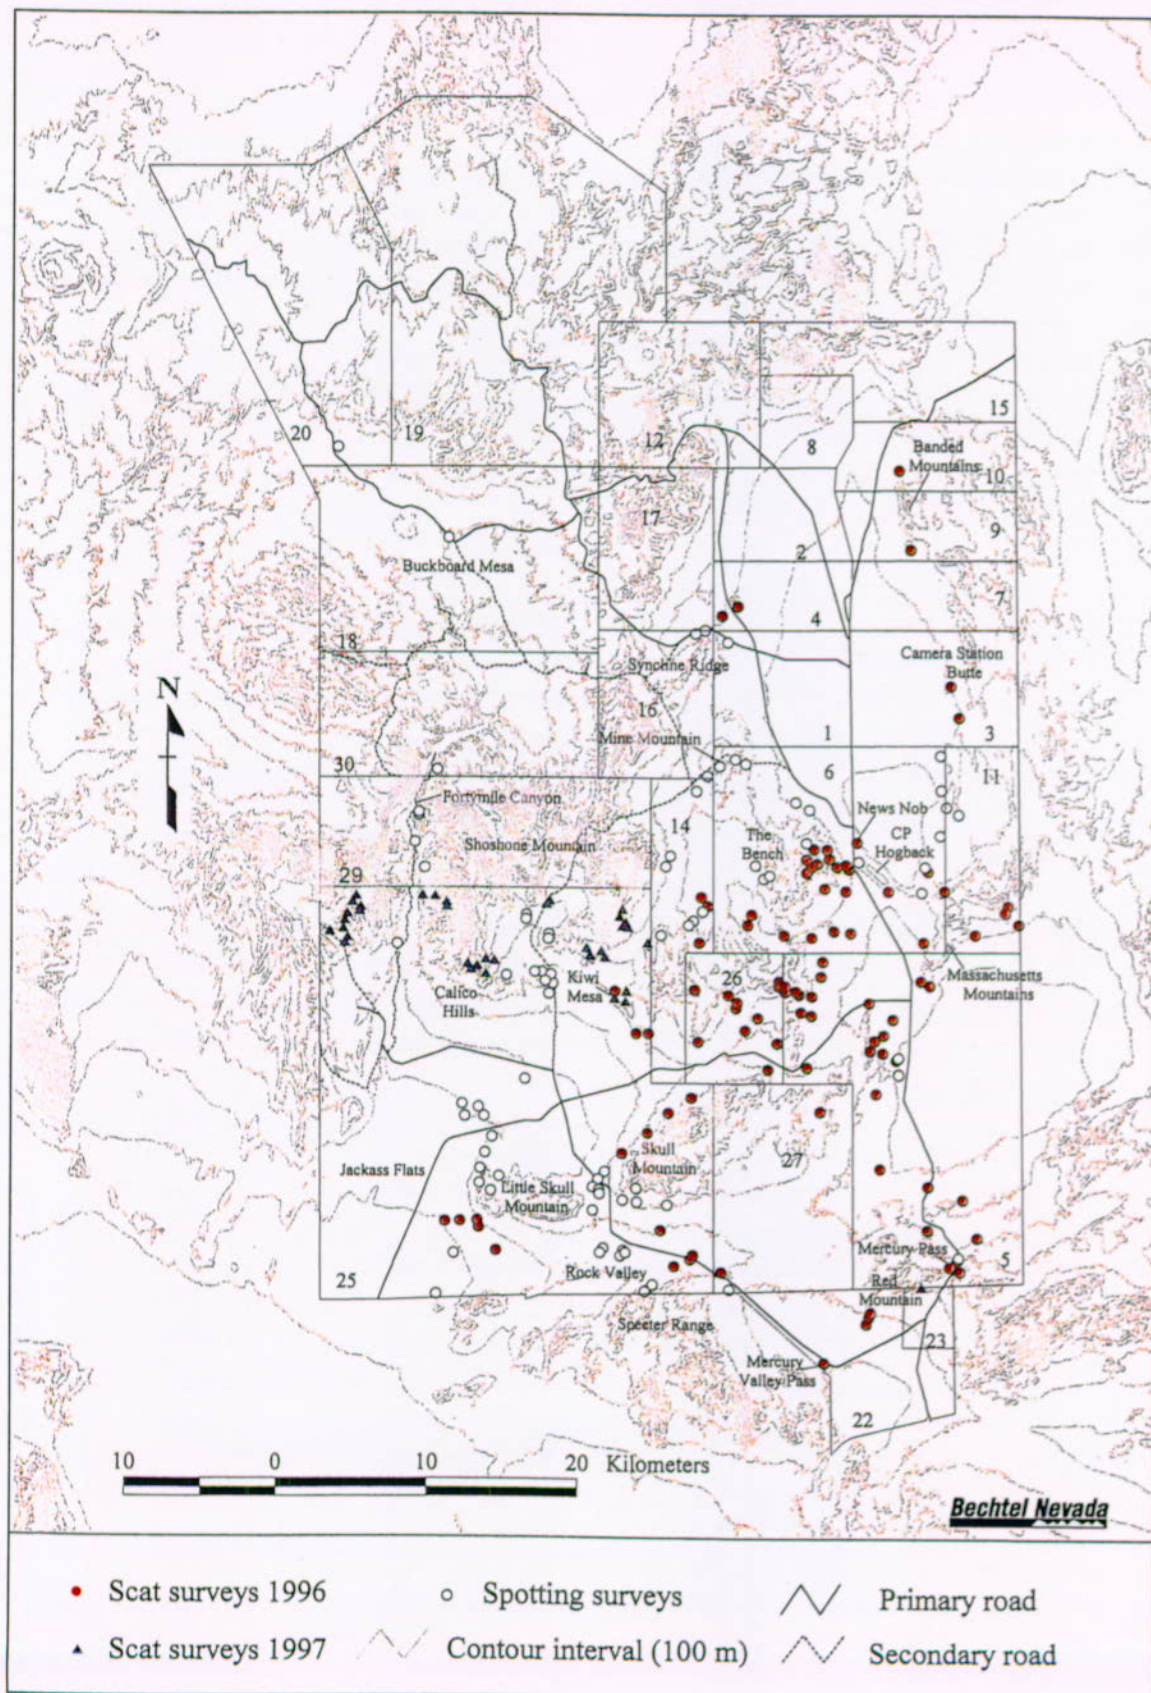 15
20
19
12
8
Banded
Mountains
10
17
9
2
Buckboard Mesa
7
4
18
Synchne Ridge
Camera Station
Butte
N
16
Mine Mountain
1
3
30
6
11
Fortymile Canyon
News Nob
14
The
Bench
CP
Hogback
Shoshone Mountain
29
Kiwi
Mesa
26
Massachusetts
Mountains
Calico
Hills
Skull
Mountain
27
Jackass Flats
Little Skull
Mountain
Mercury Pass
5
25
Rock Valley
Red
Mountain
Specter Range
23
Mercury
Valley Pass
22
10 0 10 20 Kilometers
Bechtel Nevada
Scat surveys 1996
Spotting surveys
Primary road
Scat surveys 1997
Contour interval (100 m)
Secondary road